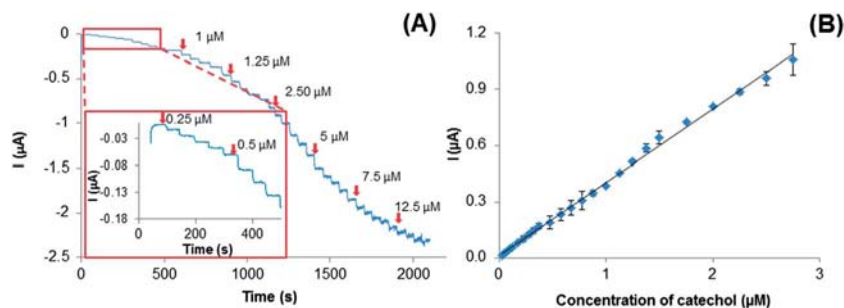 (A)
0
-0.5
-1
-1.5
-2
-2.5
I (µA)
1 µM
1.25 µM
2.50 µM
5 µM
7.5 µM
12.5 µM
0.25 µM
0.5 µM
-0.03
-0.08
-0.13
-0.18
I (µA)
0 200 400
Time (s)
0 500 1000 1500 2000
Time (s)
(B)
1.2
0.9
0.6
0.3
0.0
I (µA)
0 1 2 3
Concentration of catechol (µM)